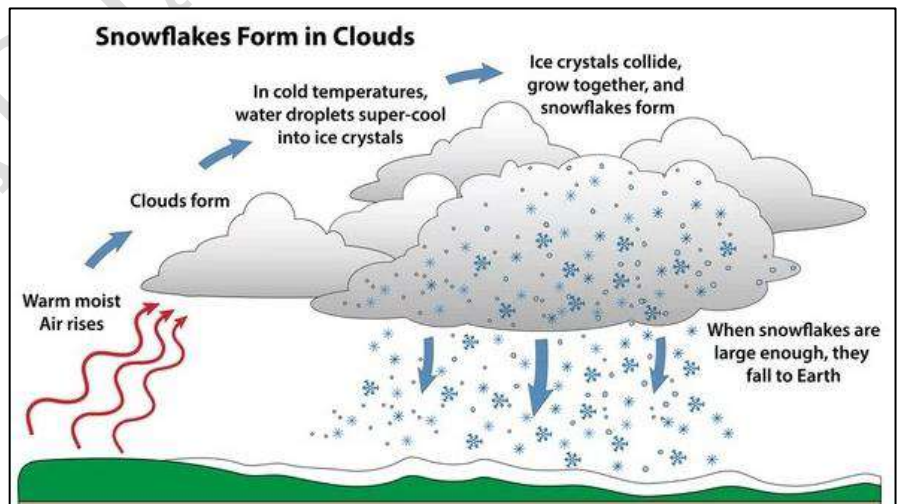 Snowflakes Form in Clouds
Warm moist
Air rises
Clouds form
In cold temperatures,
water droplets super-cool
into ice crystals
Ice crystals collide,
grow together, and
snowflakes form
When snowflakes are
large enough, they
fall to Earth